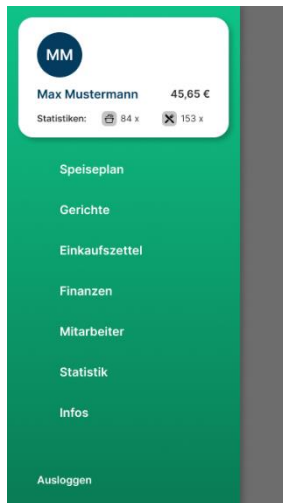 MM
Max Mustermann 45,65 €
Statistiken: 84 x 153 x
Speiseplan
Gerichte
Einkaufszettel
Finanzen
Mitarbeiter
Statistik
Infos
Ausloggen